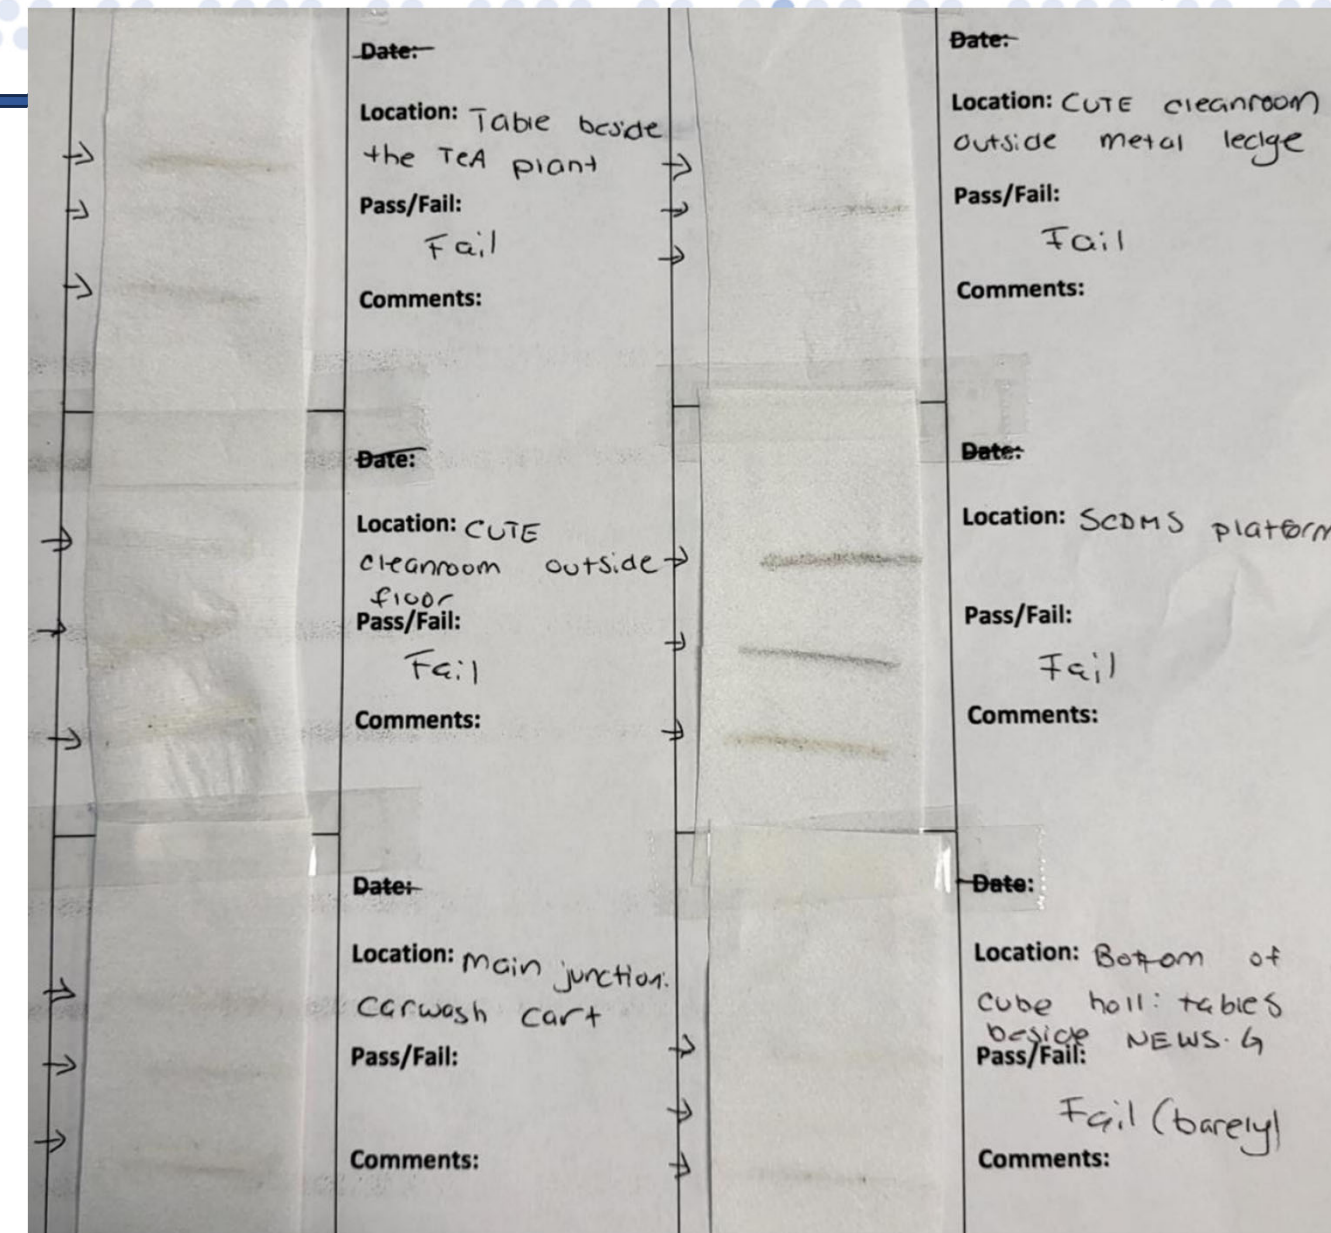 Date:
Location: Table beside
the TeA plant
Pass/Fail:
Fail
Comments:
Date:
Location: CUTE cleanroom
outside metal ledge
Pass/Fail:
Fail
Comments:
Date:
Location: CUTE
cleanroom outside
floor
Pass/Fail:
Fail
Comments:
Date:
Location: SCDMS platform
Pass/Fail:
Fail
Comments:
Date:
Location: Main junction:
carwash cart
Pass/Fail:
Comments:
Date:
Location: Bottom of
cube hall: tables
beside NEWS-G
Pass/Fail:
Fail (barely)
Comments: